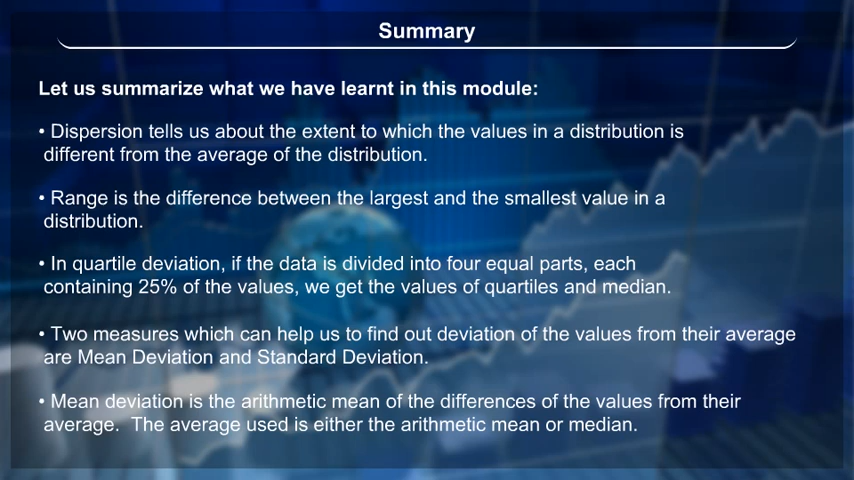 Summary
Let us summarize what we have learnt in this module:
• Dispersion tells us about the extent to which the values in a distribution is
different from the average of the distribution.
• Range is the difference between the largest and the smallest value in a
distribution.
• In quartile deviation, if the data is divided into four equal parts, each
containing 25% of the values, we get the values of quartiles and median.
• Two measures which can help us to find out deviation of the values from their average
are Mean Deviation and Standard Deviation.
• Mean deviation is the arithmetic mean of the differences of the values from their
average.  The average used is either the arithmetic mean or median.